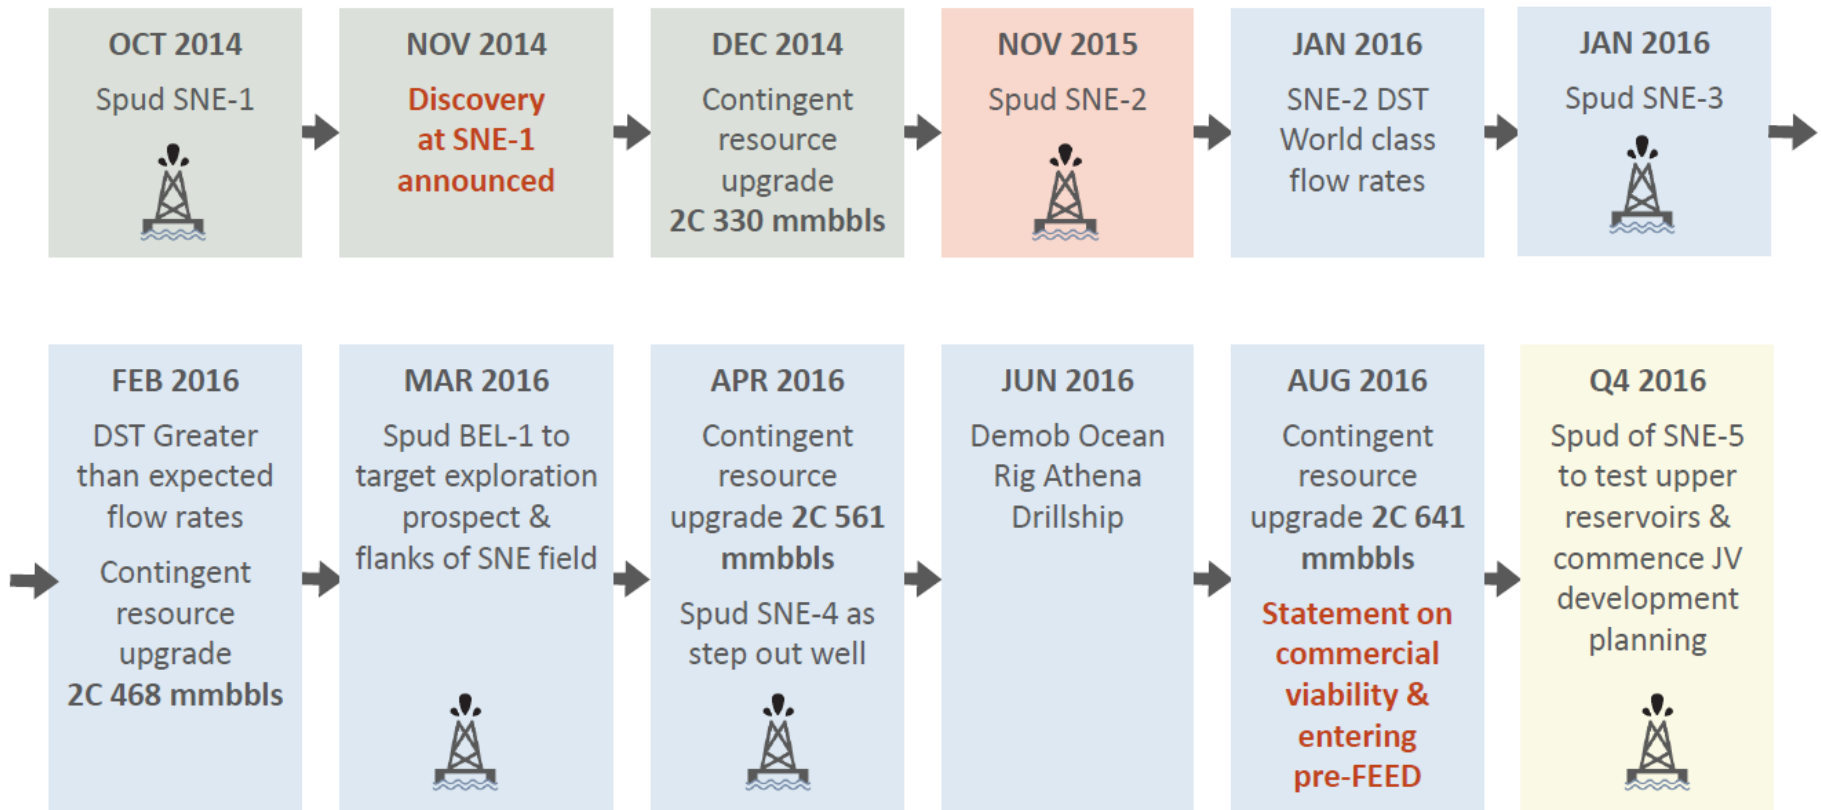 OCT 2014
Spud SNE-1
NOV 2014
Discovery
at SNE-1
announced
DEC 2014
Contingent
resource
upgrade
2C 330 mmbbls
NOV 2015
Spud SNE-2
JAN 2016
SNE-2 DST
World class
flow rates
JAN 2016
Spud SNE-3
FEB 2016
DST Greater
than expected
flow rates
Contingent
resource
upgrade
2C 468 mmbbls
MAR 2016
Spud BEL-1 to
target exploration
prospect &
flanks of SNE field
APR 2016
Contingent
resource
upgrade 2C 561
mmbbls
Spud SNE-4 as
step out well
JUN 2016
Demob Ocean
Rig Athena
Drillship
AUG 2016
Contingent
resource
upgrade 2C 641
mmbbls
Statement on
commercial
viability &
entering
pre-FEED
Q4 2016
Spud of SNE-5
to test upper
reservoirs &
commence JV
development
planning